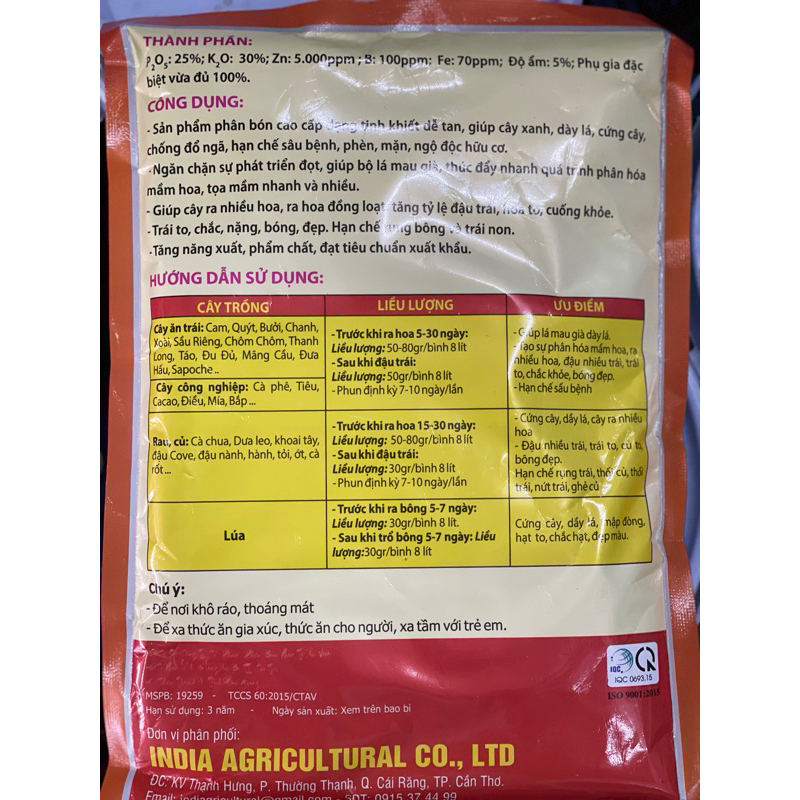 THÀNH PHẦN:
P₂O₅: 25%; K₂O: 30%; Zn: 5.000ppm ; B: 100ppm: Fe: 70ppm; Độ ẩm: 5%; Phụ gia đặc
biệt vừa đủ 100%.
CÔNG DỤNG:
- Sản phẩm phân bón cao cấp dạng tinh khiết dễ tan, giúp cây xanh, dày lá, cứng cây,
chống đổ ngã, hạn chế sâu bệnh, phèn, mặn, ngộ độc hữu cơ.
-Ngăn chặn sự phát triển đọt, giúp bộ lá mau già, thúc đẩy nhanh quá trình phân hóa
mầm hoa, tọa mầm nhanh và nhiều.
- Giúp cây ra nhiều hoa, ra hoa đồng loạt tăng tỷ lệ đậu trái, hoa to, cuống khỏe.
-Trái to, chắc, nặng, bóng, đẹp. Hạn chế rụng bông và trái non.
-Tăng năng xuất, phẩm chất, đạt tiêu chuẩn xuất khẩu.
HƯỚNG DẪN SỬ DỤNG:
CÂY TRỒNG
LIỀU LƯỢNG
ƯU ĐIỂM
Cây ăn trái: Cam, Quýt, Bưởi, Chanh,
Xoài, Sầu Riêng, Chôm Chôm, Thanh
Long, Táo, Đu Đủ, Mãng Cầu, Đưa
Hấu, Sapoche ..
Cây công nghiệp: Cà phê, Tiêu,
Cacao, Điều, Mía, Bắp ...
-Trước khi ra hoa 5-30 ngày:
Liều lượng: 50-80gr/bình 8 lít
- Sau khi đậu trái:
Liều lượng: 50gr/bình 8 lít
- Phun định kỳ 7-10 ngày/lần
- Giúp lá mau già dày lá.
- Tạo sự phân hóa mầm hoa, ra
nhiều hoa, đậu nhiều trái, trái
to, chắc khỏe, bóng đẹp.
- Hạn chế sấu bệnh
Rau, củ: Cà chua, Dưa leo, khoai tây,
đậu Cove, đậu nành, hành, tỏi, ớt, cà
rốt ...
-Trước khi ra hoa 15-30 ngày:
Liều lượng: 50-80gr/bình 8 lít
- Sau khi đậu trái:
Liều lượng: 30gr/bình 8 lít
- Phun định kỳ 7-10 ngày/lần
- Cứng cây, dầy lá, cây ra nhiều
hoa
- Đậu nhiều trái, trái to, củ to,
bông đẹp.
Hạn chế rụng trái, thối củ, thối
trái, nứt trái, ghẻ củ
Lúa
- Trước khi ra bông 5-7 ngày:
Liều lượng: 30gr/bình 8 lít.
- Sau khi trổ bông 5-7 ngày: Liều
lượng:30gr/bình 8 lít
Cứng cây, dầy lá, mập đòng,
hạt to, chắc hạt, đẹp màu.
Chú ý:
- Để nơi khô ráo, thoáng mát
- Để xa thức ăn gia xúc, thức ăn cho người, xa tầm với trẻ em.
IQC
IQC 0693.15
ISO 9001:2015
MSPB: 19259 - TCCS 60:2015/CTAV
Hạn sử dụng: 3 năm - Ngày sản xuất: Xem trên bao bì
Đơn vị phân phối:
INDIA AGRICULTURAL CO., LTD
DC: KV Thạnh Hưng, P. Thường Thạnh, Q. Cái Răng, TP. Cần Thơ.
Email: indiagricultural@gmail.com - SĐT: 0915 37 44 99